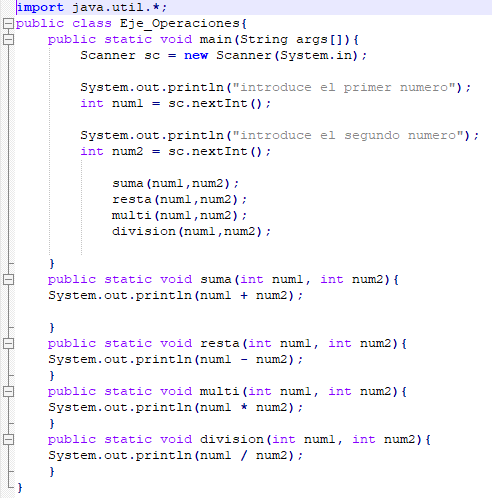 import java.util.*;
public class Eje_Operaciones{
public static void main(String args[]){
Scanner sc = new Scanner(System.in);
System.out.println("introduce el primer numero");
int num1 = sc.nextInt();
System.out.println("introduce el segundo numero");
int num2 = sc.nextInt();
suma(num1,num2);
resta(num1,num2);
multi(num1,num2);
division(num1,num2);
}
public static void suma(int num1, int num2){
System.out.println(num1 + num2);
}
public static void resta(int num1, int num2){
System.out.println(num1 - num2);
}
public static void multi(int num1, int num2){
System.out.println(num1 * num2);
}
public static void division(int num1, int num2){
System.out.println(num1 / num2);
}
}